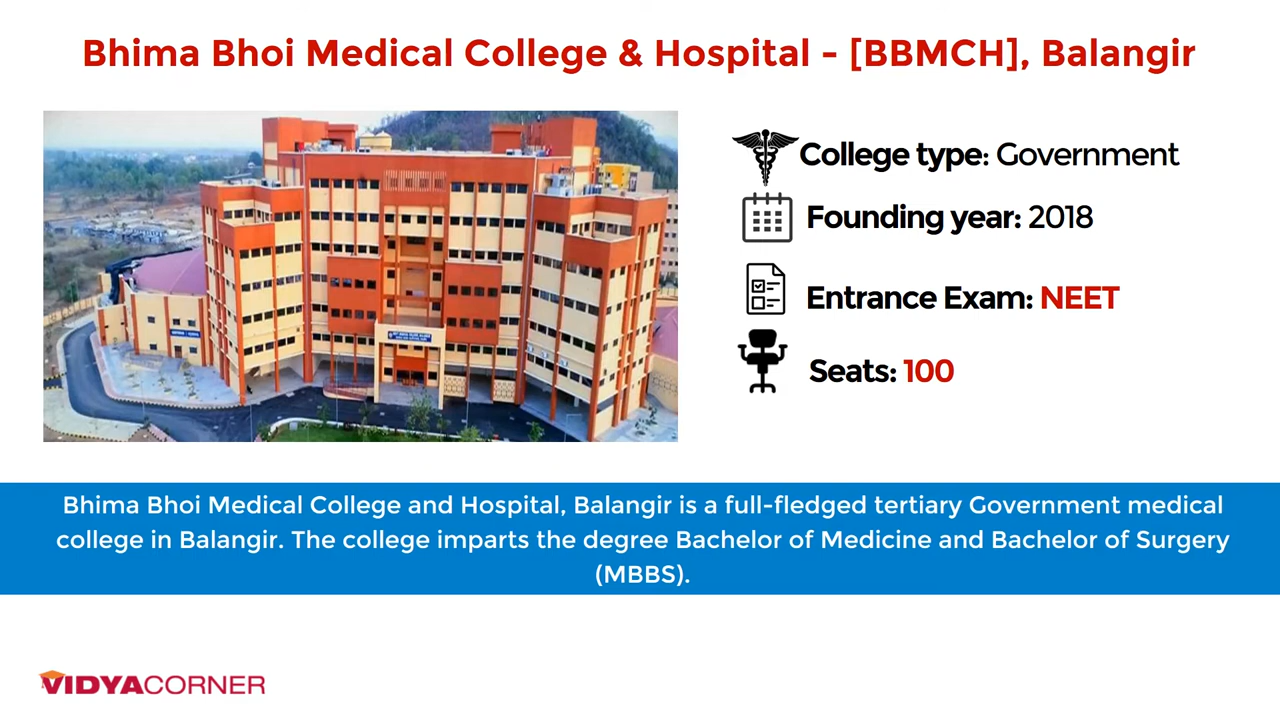 Bhima Bhoi Medical College & Hospital - [BBMCH], Balangir
College type: Government
Founding year: 2018
Entrance Exam: NEET
Seats: 100
Bhima Bhoi Medical College and Hospital, Balangir is a full-fledged tertiary Government medical
college in Balangir. The college imparts the degree Bachelor of Medicine and Bachelor of Surgery
(MBBS).
VIDYACORNER